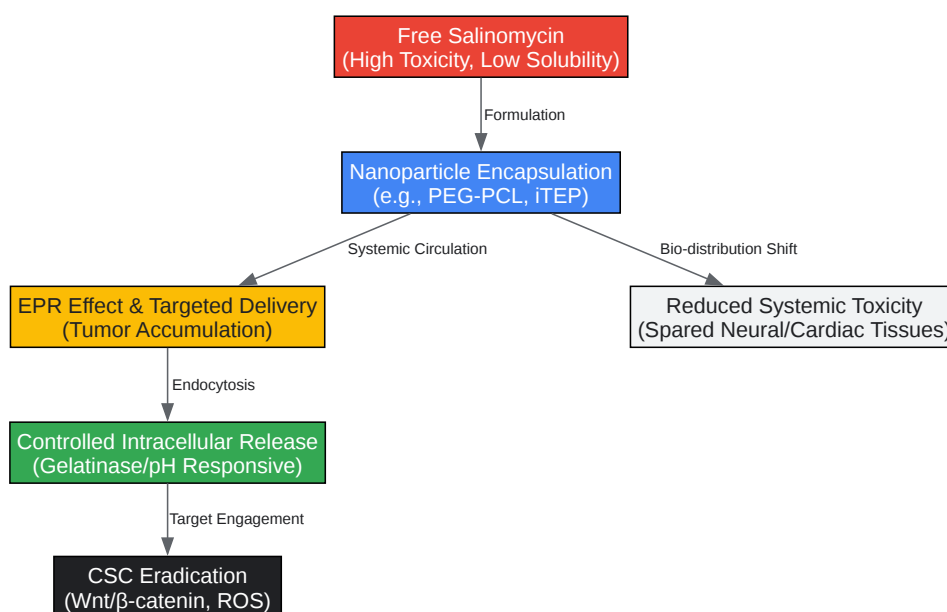 Free Salinomycin
(High Toxicity, Low Solubility)
Formulation
Nanoparticle Encapsulation
(e.g., PEG-PCL, iTEP)
Systemic Circulation
Bio-distribution Shift
EPR Effect & Targeted Delivery
(Tumor Accumulation)
Reduced Systemic Toxicity
(Spared Neural/Cardiac Tissues)
Endocytosis
Controlled Intracellular Release
(Gelatinase/pH Responsive)
Target Engagement
CSC Eradication
(Wnt/β-catenin, ROS)